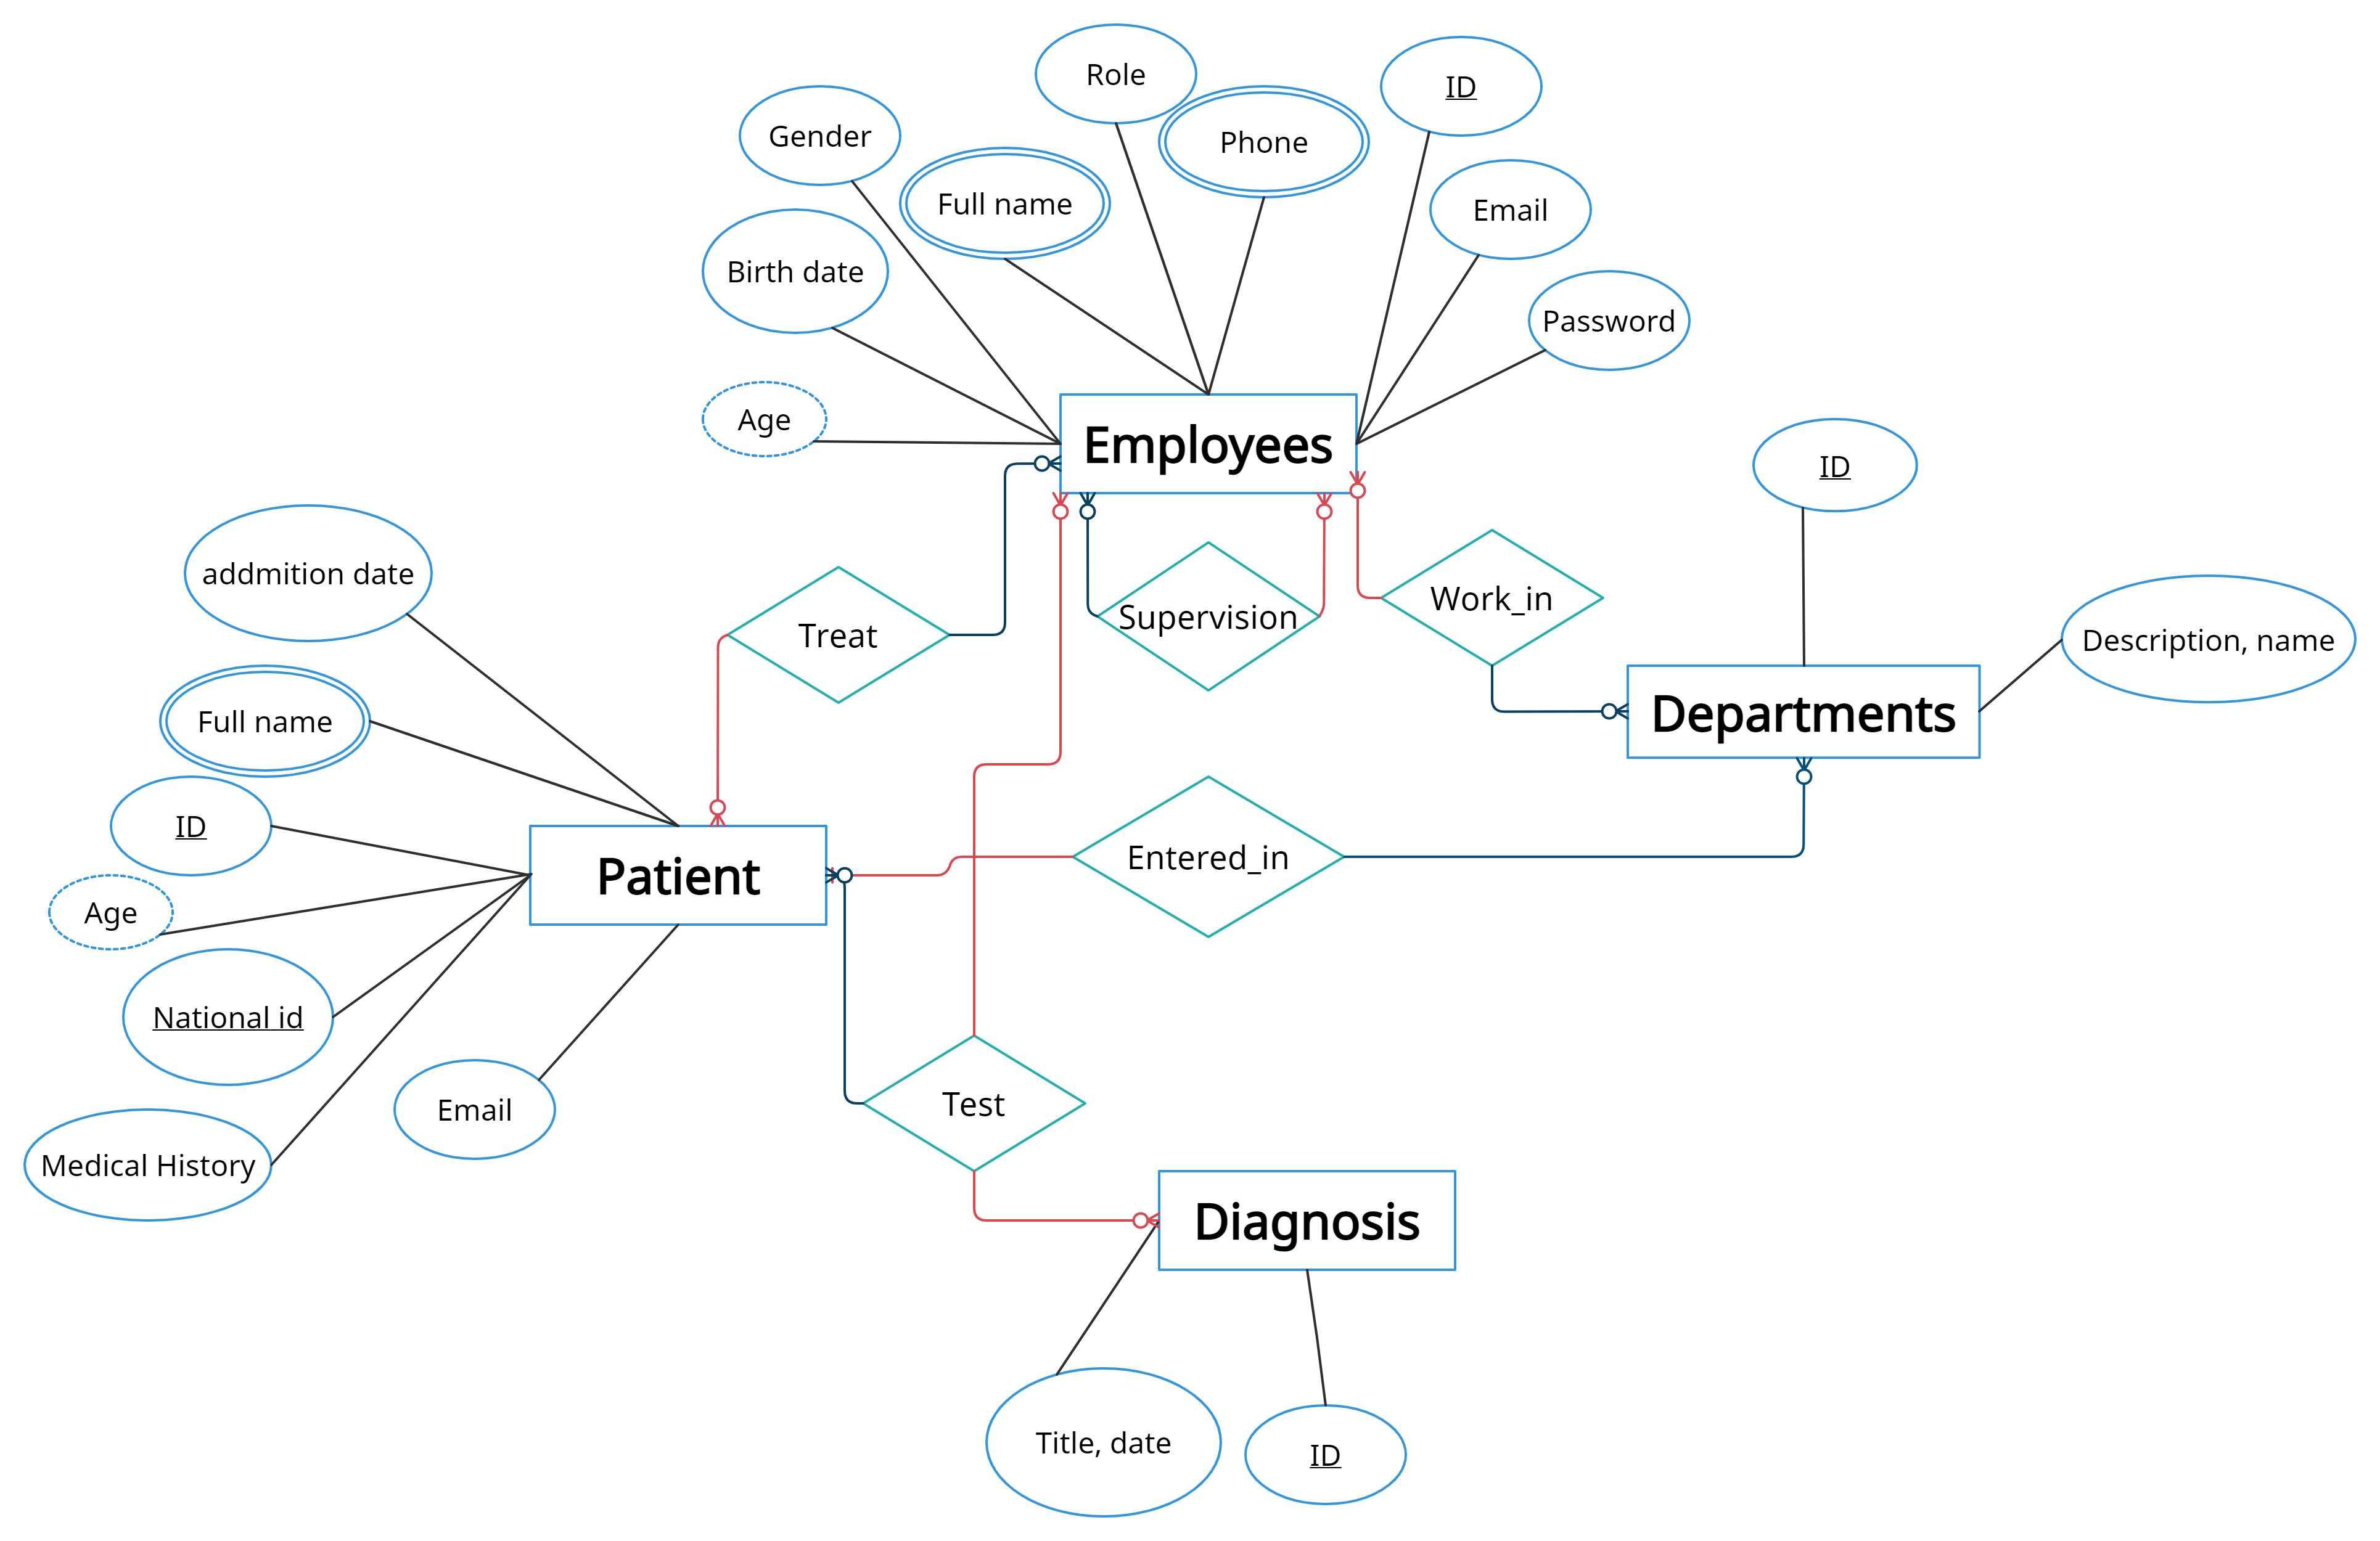 Role
ID
Gender
Phone
Full name
Email
Birth date
Password
Age
Employees
ID
addmition date
Treat
Supervision
Work_in
Description, name
Full name
Departments
ID
Patient
Entered_in
Age
National id
Email
Test
Medical History
Diagnosis
Title, date
ID